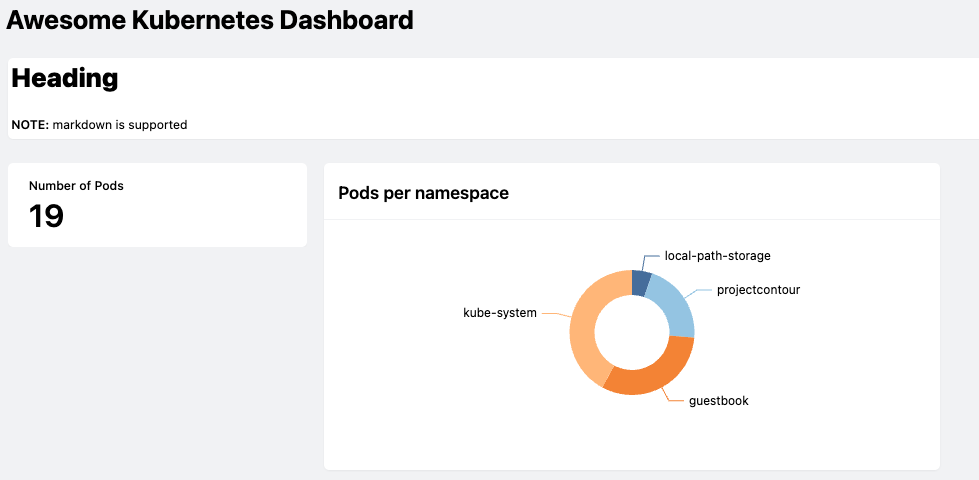 Awesome Kubernetes Dashboard
Heading
NOTE: markdown is supported
Number of Pods
19
Pods per namespace
local-path-storage
projectcontour
kube-system
guestbook